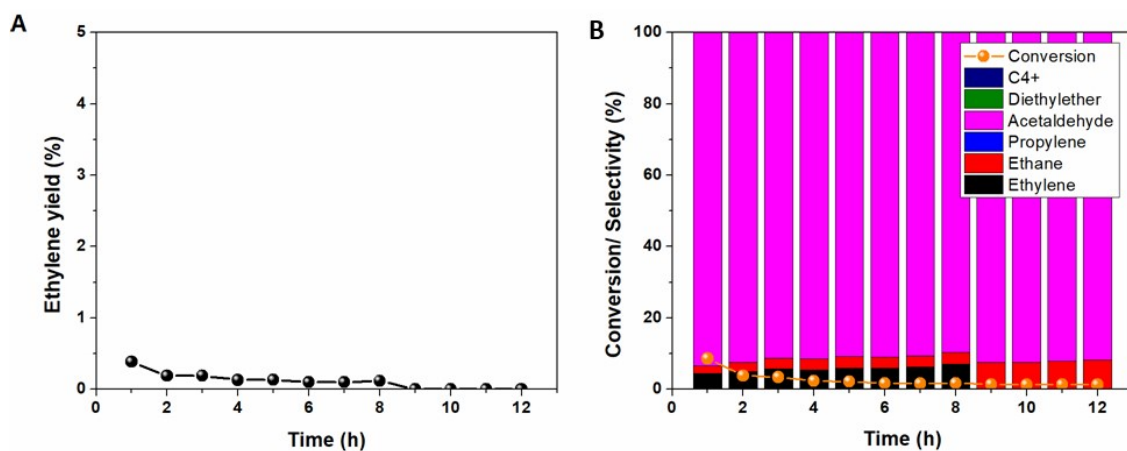 A
Ethylene yield (%)
5
4
3
2
1
0
0 2 4 6 8 10 12
Time (h)
B
Conversion/ Selectivity (%)
100
80
60
40
20
0
0 2 4 6 8 10 12
Time (h)
Conversion
C4+
Diethylether
Acetaldehyde
Propylene
Ethane
Ethylene